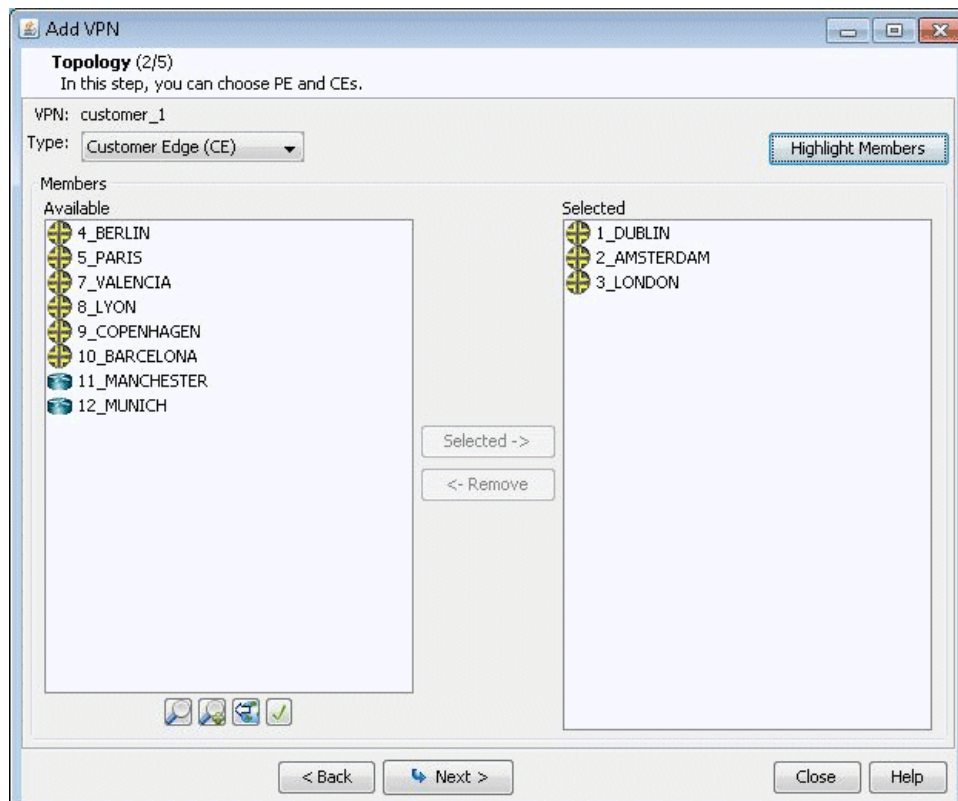 Add VPN
Topology (2/5)
In this step, you can choose PE and CEs.
VPN: customer_1
Type: Customer Edge (CE)
Highlight Members
Members
Available
4_BERLIN
5_PARIS
7_VALENCIA
8_LYON
9_COPENHAGEN
10_BARCELONA
11_MANCHESTER
12_MUNICH
Selected ->
<- Remove
Selected
1_DUBLIN
2_AMSTERDAM
3_LONDON
< Back
Next >
Close
Help